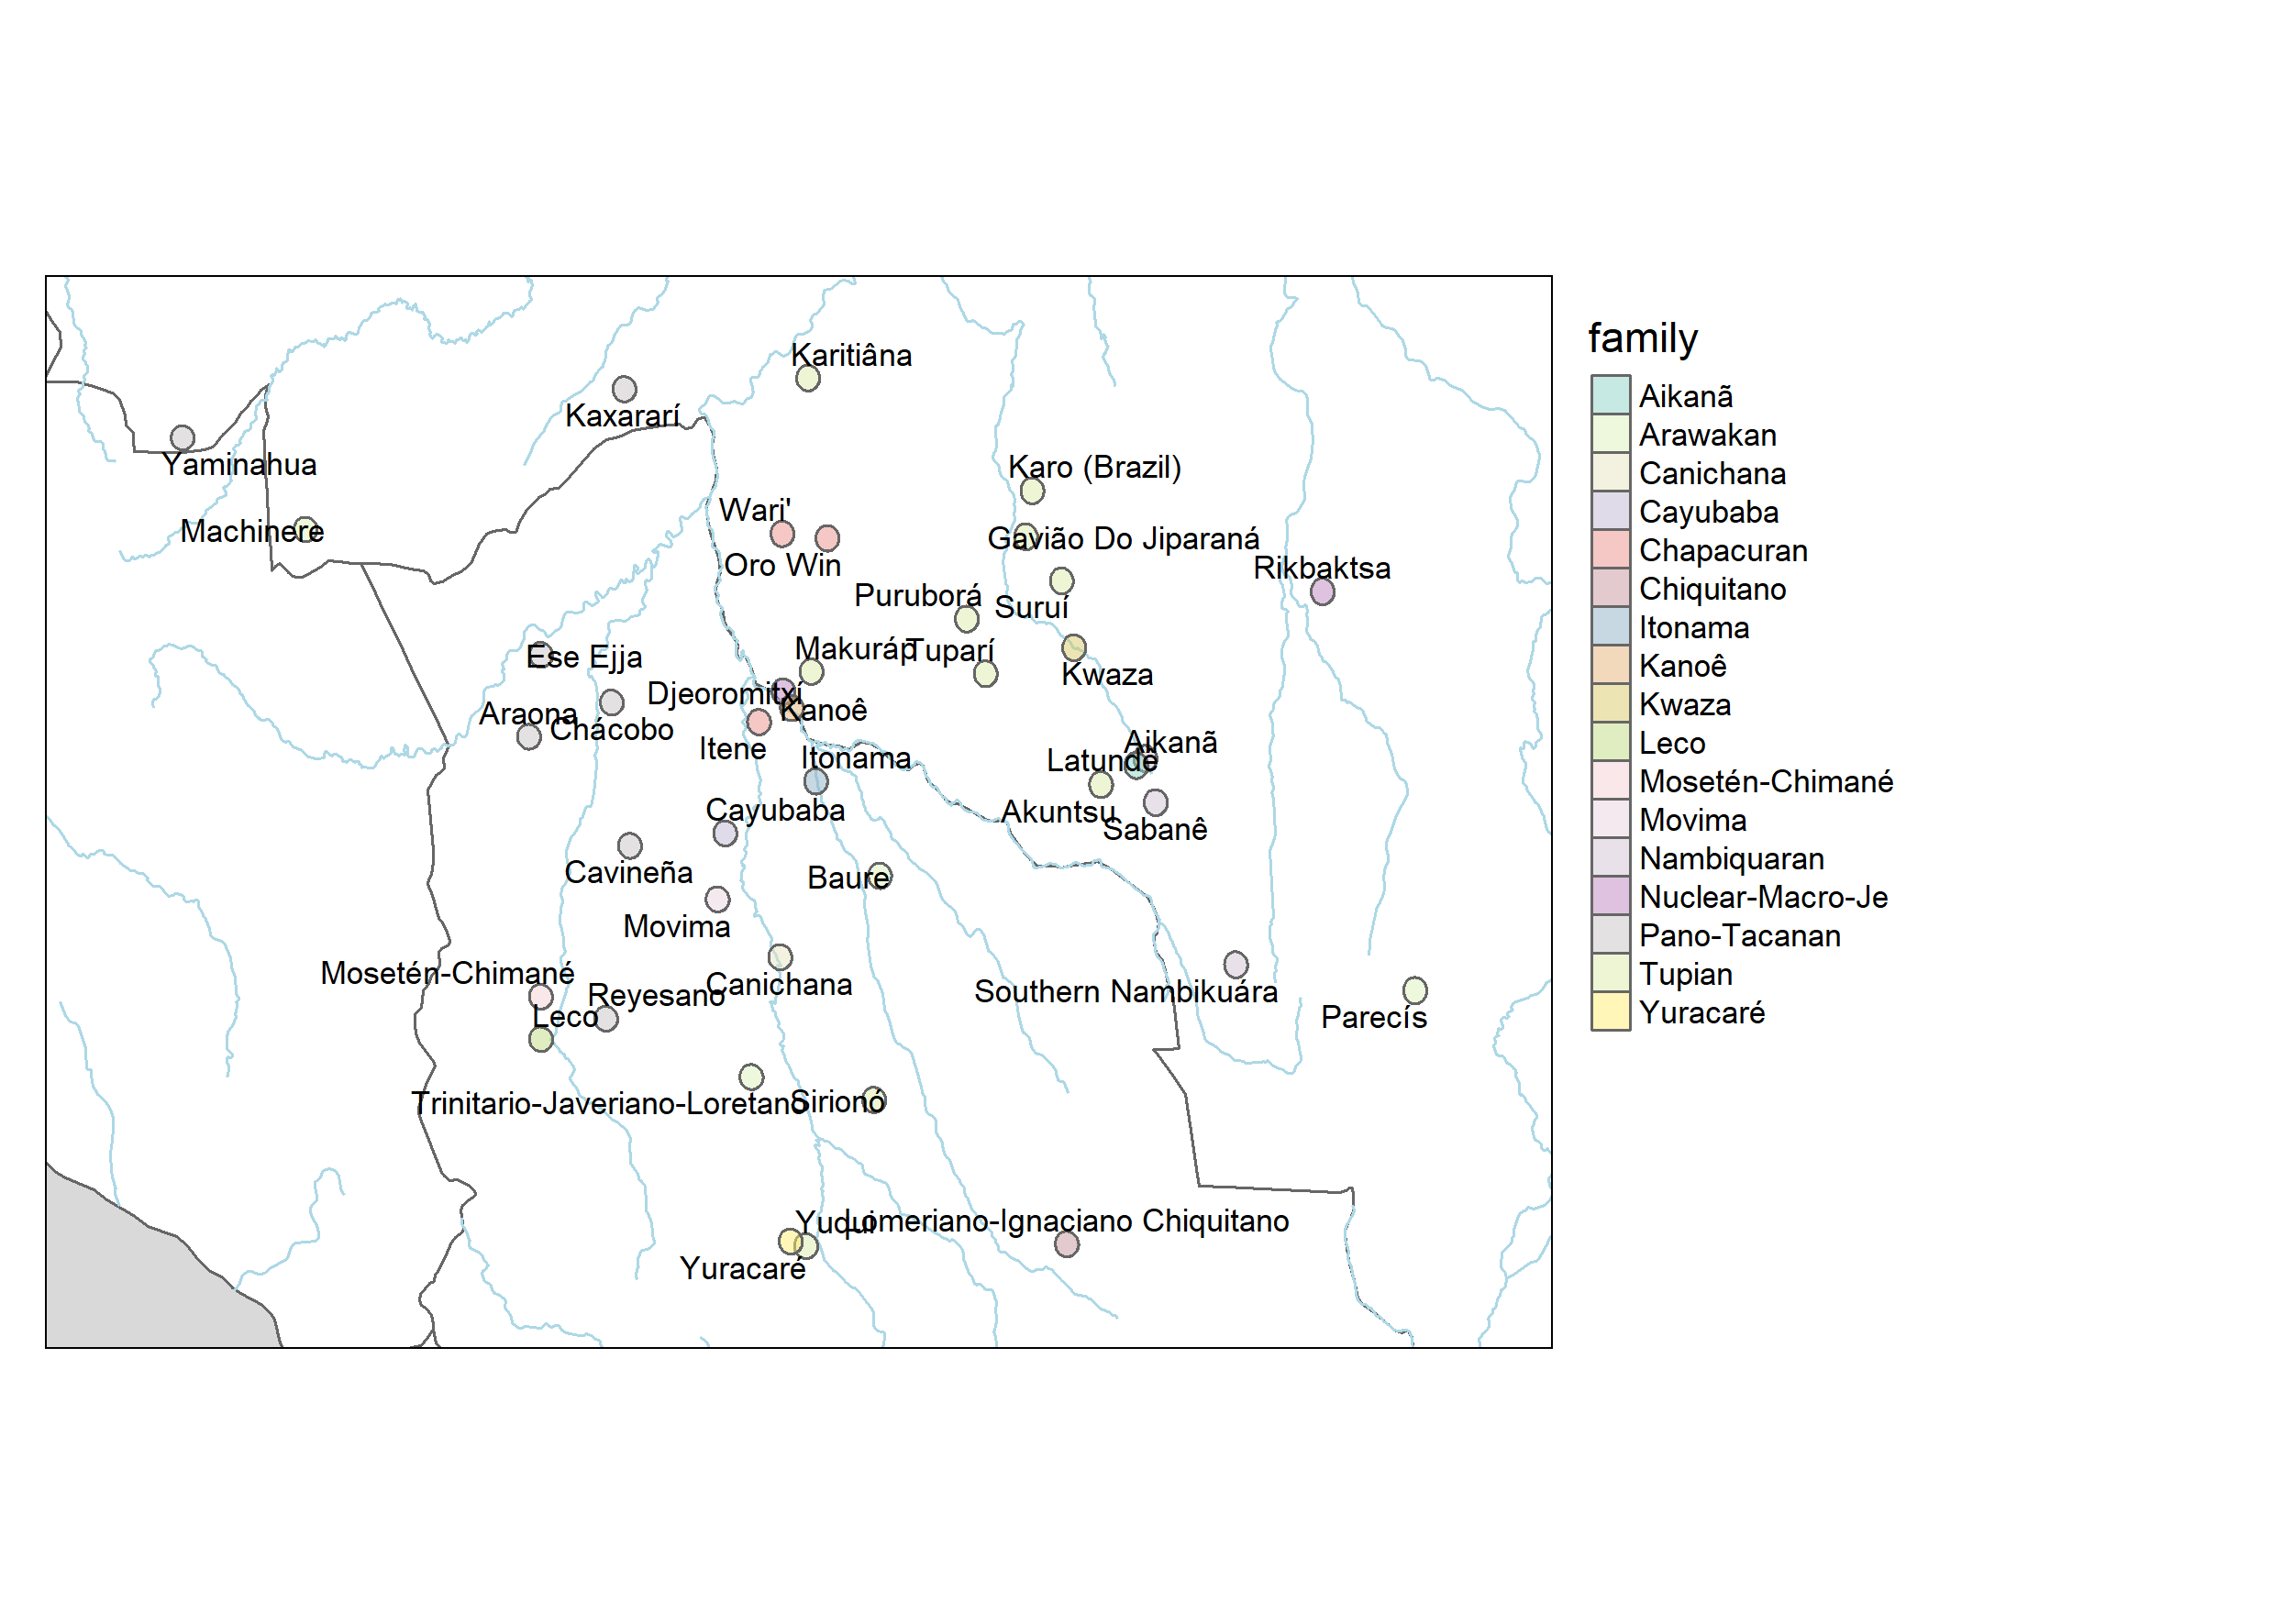 Karitiâna
Kaxararí
Yaminahua
Karo (Brazil)
Wari'
Machinere
Gavião Do Jiparaná
Oro Win
Rikbaktsa
Puruborá
Suruí
Makuráp
Tuparí
Ese Ejja
Kwaza
Djeoromitxí
Kanoê
Araona
Chácobo
Itene
Aikanã
Itonama
Latundê
Cayubaba
Akuntsu
Sabanê
Cavineña
Baure
Movima
Mosetén-Chimané
Canichana
Reyesano
Southern Nambikuára
Leco
Parecís
Trinitario-Javeriano-Loretano
Sirionó
Yuqui
Lomeriano-Ignaciano Chiquitano
Yuracaré
family
Aikanã
Arawakan
Canichana
Cayubaba
Chapacuran
Chiquitano
Itonama
Kanoê
Kwaza
Leco
Mosetén-Chimané
Movima
Nambiquaran
Nuclear-Macro-Je
Pano-Tacanan
Tupian
Yuracaré